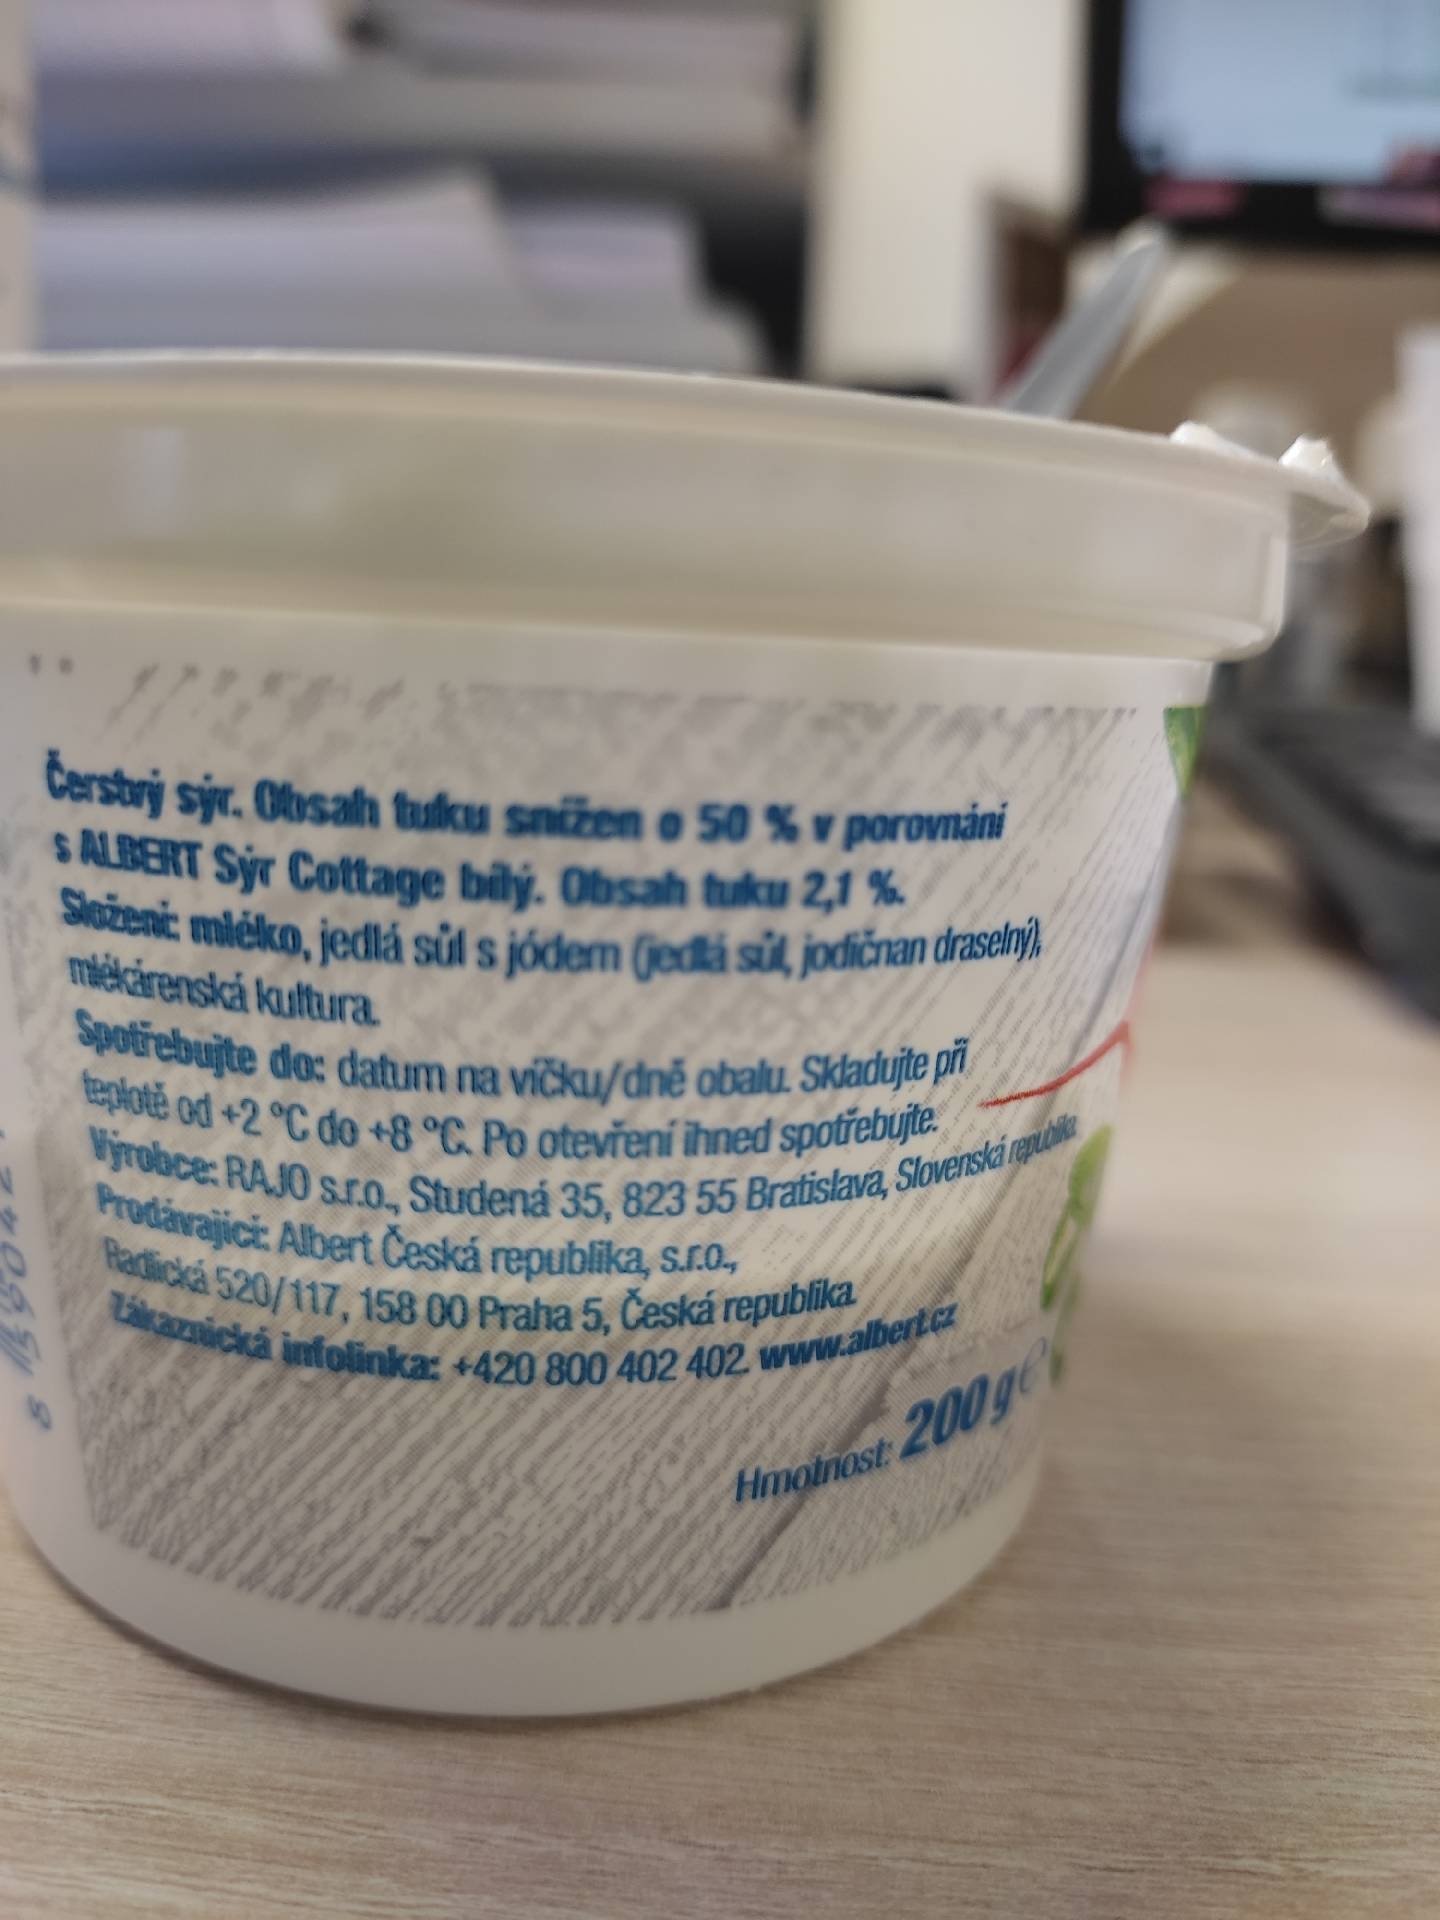 Čerstvý sýr. Obsah tuku snížen o 50 % v porovnání
s ALBERT Sýr Cottage bílý. Obsah tuku 2,1 %.
Složení: mléko, jedlá sůl s jódem (jedlá sůl, jodičnan draselný),
mlékárenská kultura.
Spotřebujte do: datum na víčku/dně obalu. Skladujte při
teplotě od +2 °C do +8 °C. Po otevření ihned spotřebujte.
Výrobce: RAJO s.r.o., Studená 35, 823 55 Bratislava, Slovenská republika.
Prodávající: Albert Česká republika, s.r.o.,
Radlická 520/117, 158 00 Praha 5, Česká republika.
Zákaznická infolinka: +420 800 402 402. www.albert.cz
Hmotnost: 200 g e